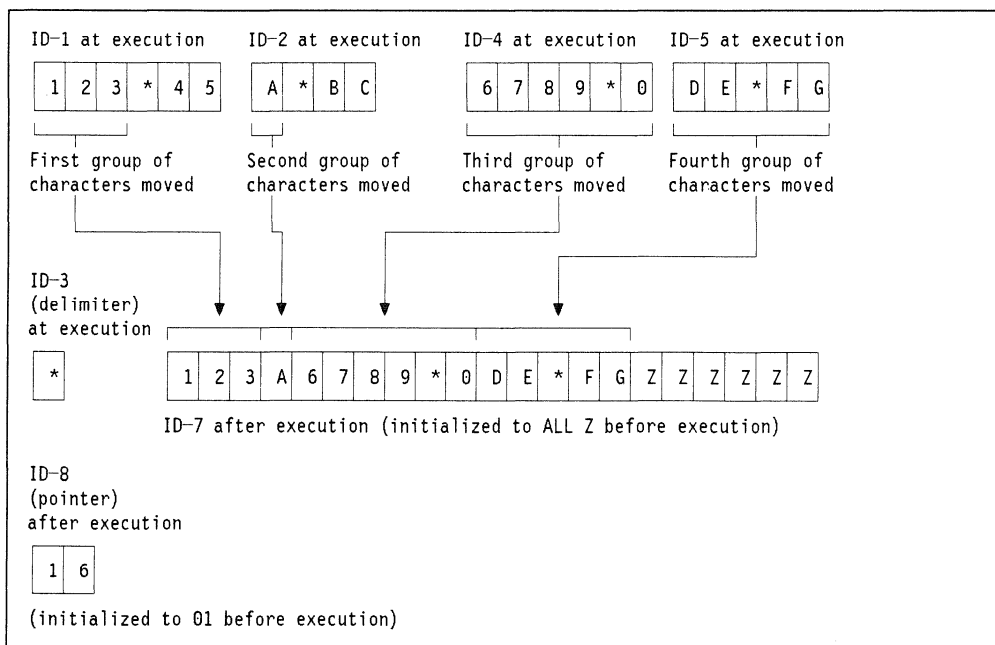 ID-1 at execution ID-2 at execution ID-4 at execution ID-5 at execution
1 2 3 * 4 5 A * B C 6 7 8 9 * 0 D E * F G
First group of Second group of Third group of Fourth group of
characters moved characters moved characters moved characters moved
ID-3
(delimiter)
at execution
* 1 2 3 A 6 7 8 9 * 0 D E * F G Z Z Z Z Z Z
ID-7 after execution (initialized to ALL Z before execution)
ID-8
(pointer)
after execution
1 6
(initialized to 01 before execution)